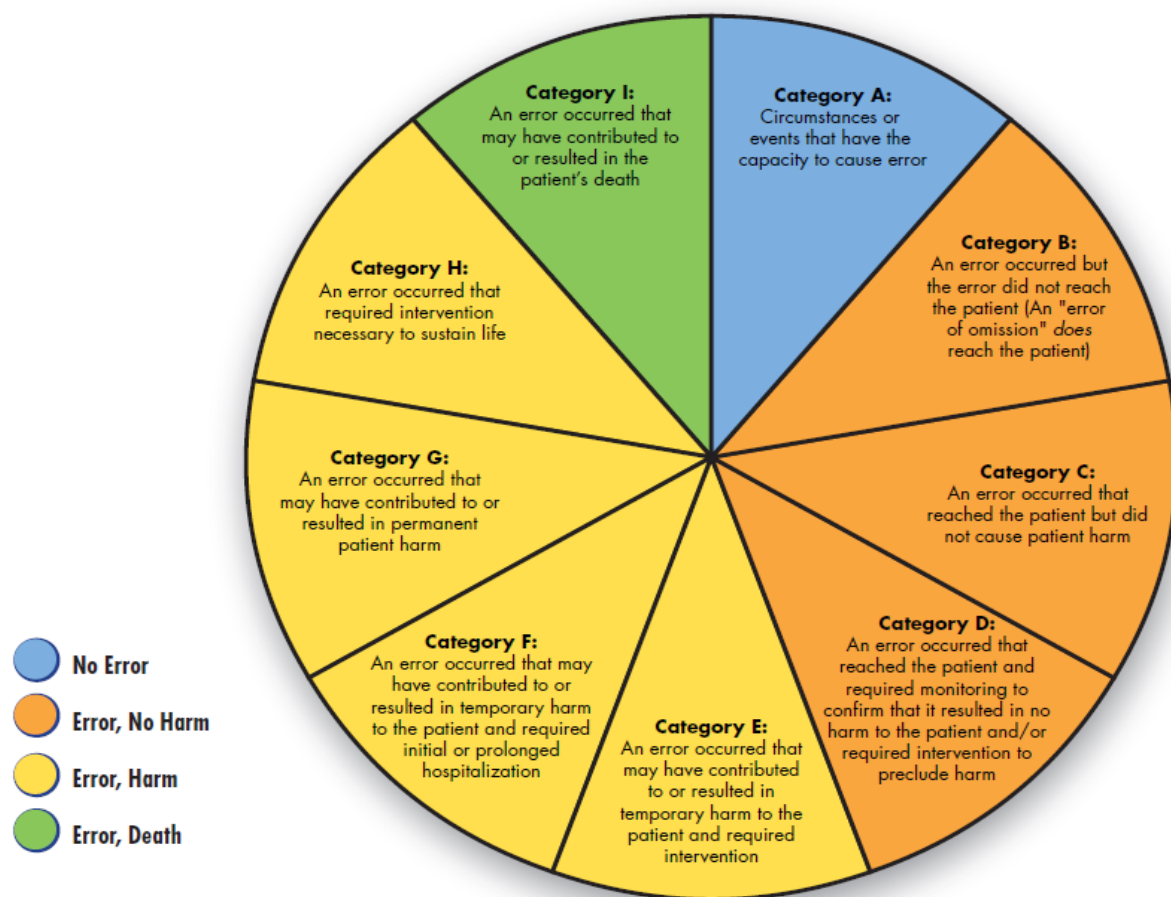 Category I:
An error occurred that
may have contributed to
or resulted in the
patient's death
Category A:
Circumstances or
events that have the
capacity to cause error
Category B:
An error occurred but
the error did not reach
the patient (An "error
of omission" does
reach the patient)
Category C:
An error occurred that
reached the patient but did
not cause patient harm
Category D:
An error occurred that
reached the patient and
required monitoring to
confirm that it resulted in no
harm to the patient and/or
required intervention to
preclude harm
Category E:
An error occurred that
may have contributed
to or resulted in
temporary harm to the
patient and required
intervention
Category F:
An error occurred that may
have contributed to or
resulted in temporary harm
to the patient and required
initial or prolonged
hospitalization
Category G:
An error occurred that
may have contributed to or
resulted in permanent
patient harm
Category H:
An error occurred that
required intervention
necessary to sustain life
No Error
Error, No Harm
Error, Harm
Error, Death